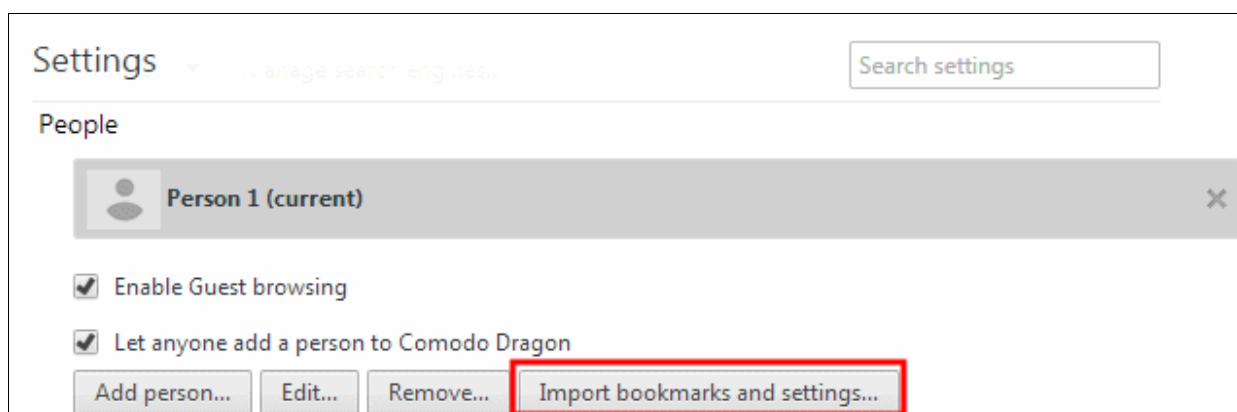 Settings
Search settings
People
Person 1 (current)
Enable Guest browsing
Let anyone add a person to Comodo Dragon
Add person... Edit... Remove... Import bookmarks and settings...